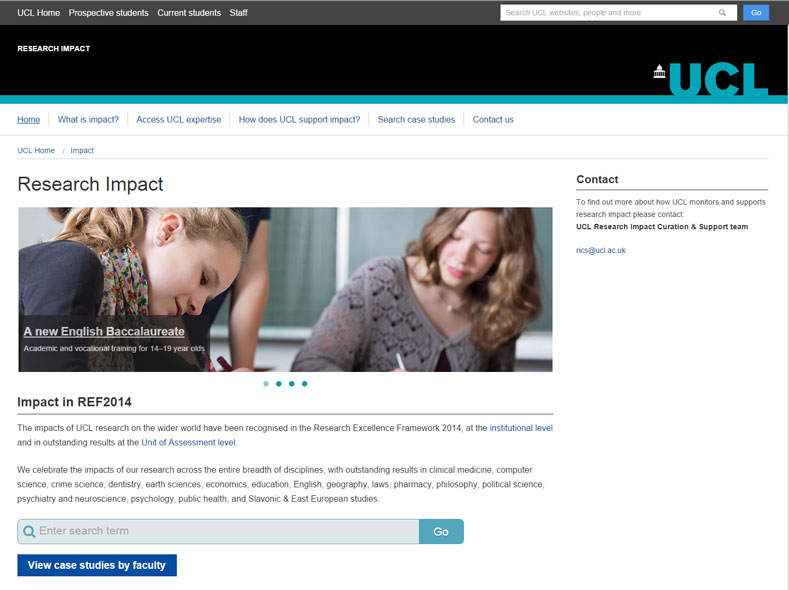 UCL Home Prospective students Current students Staff
Search UCL websites, people and more
Go
RESEARCH IMPACT
UCL
Home What is impact? Access UCL expertise How does UCL support impact? Search case studies Contact us
UCL Home / Impact
Research Impact
A new English Baccalaureate
Academic and vocational training for 14–19 year olds
Impact in REF2014
The impacts of UCL research on the wider world have been recognised in the Research Excellence Framework 2014, at the institutional level
and in outstanding results at the Unit of Assessment level.
We celebrate the impacts of our research across the entire breadth of disciplines, with outstanding results in clinical medicine, computer
science, crime science, dentistry, earth sciences, economics, education, English, geography, laws, pharmacy, philosophy, political science,
psychiatry and neuroscience, psychology, public health, and Slavonic & East European studies.
Enter search term
Go
View case studies by faculty
Contact
To find out more about how UCL monitors and supports
research impact please contact:
UCL Research Impact Curation & Support team
rics@ucl.ac.uk